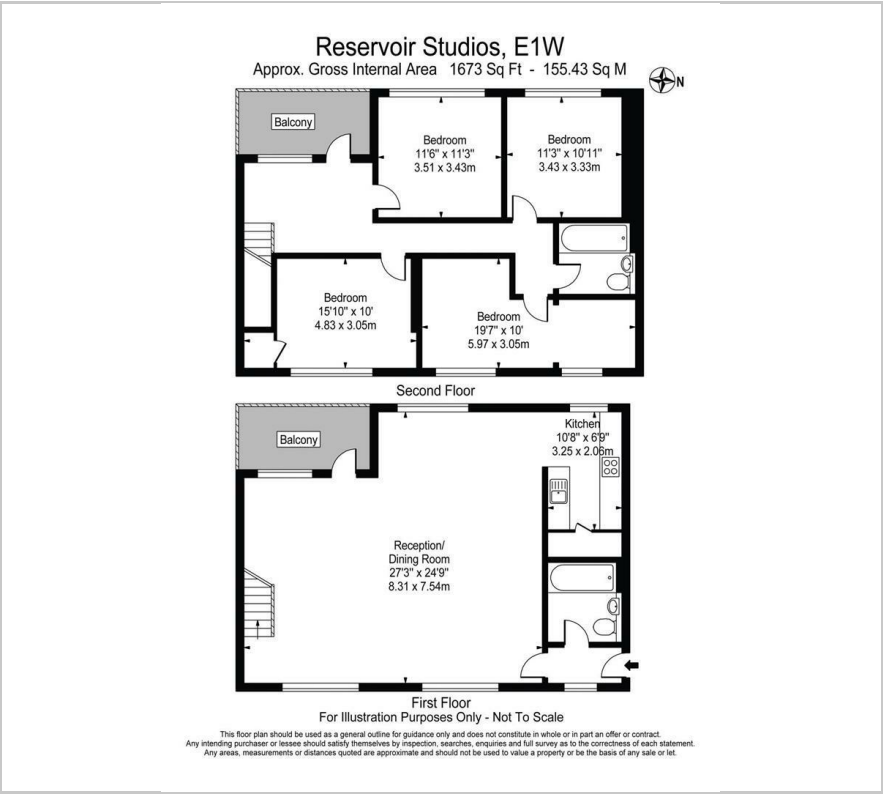 Reservoir Studios, E1W
Approx. Gross Internal Area 1673 Sq Ft - 155.43 Sq M
N
Balcony
Bedroom
11'6" x 11'3"
3.51 x 3.43m
Bedroom
11'3" x 10'11"
3.43 x 3.33m
Bedroom
15'10" x 10'
4.83 x 3.05m
Bedroom
19'7" x 10'
5.97 x 3.05m
Second Floor
Balcony
Kitchen
10'8" x 6'9"
3.25 x 2.06m
Reception/
Dining Room
27'3" x 24'9"
8.31 x 7.54m
First Floor
For Illustration Purposes Only - Not To Scale
This floor plan should be used as a general outline for guidance only and does not constitute in whole or in part an offer or contract.
Any intending purchaser or lessee should satisfy themselves by inspection, searches, enquiries and full survey as to the correctness of each statement.
Any areas, measurements or distances quoted are approximate and should not be used to value a property or be the basis of any sale or let.